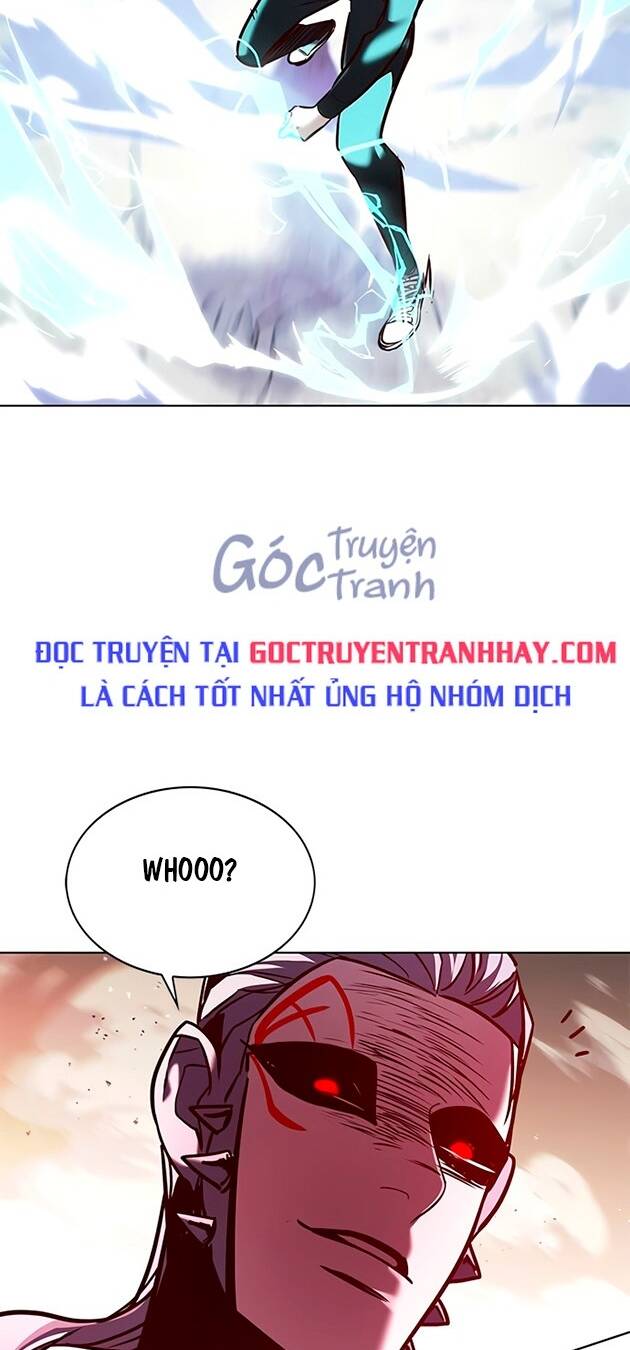 Góc Truyện
Tranh
ĐỌC TRUYỆN TẠI GOCTRUYENTRANHHAY.COM
LÀ CÁCH TỐT NHẤT ỦNG HỘ NHÓM DỊCH
WHOOO?